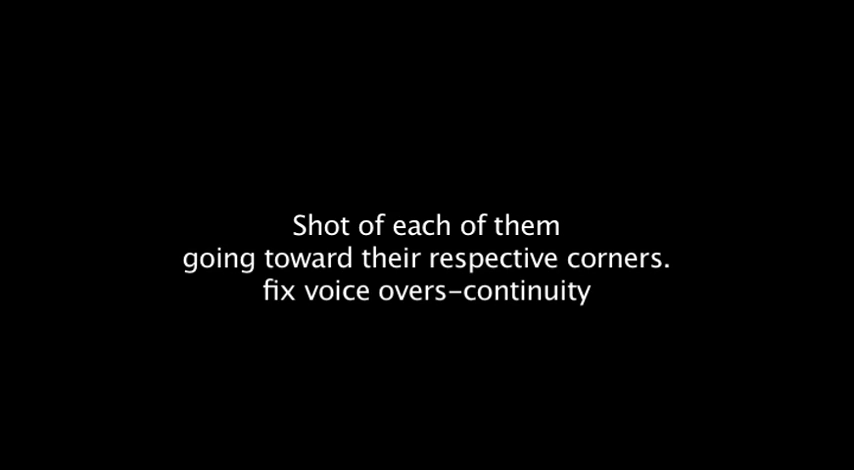 Shot of each of them
going toward their respective corners.
fix voice overs–continuity